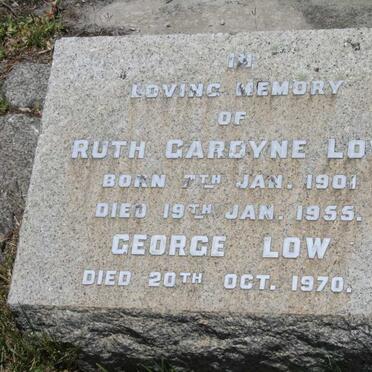 IN
LOVING MEMORY
OF
RUTH GARDYNE LOW
BORN 7TH JAN. 1901
DIED 19TH JAN. 1955.
GEORGE LOW
DIED 20TH OCT. 1970.